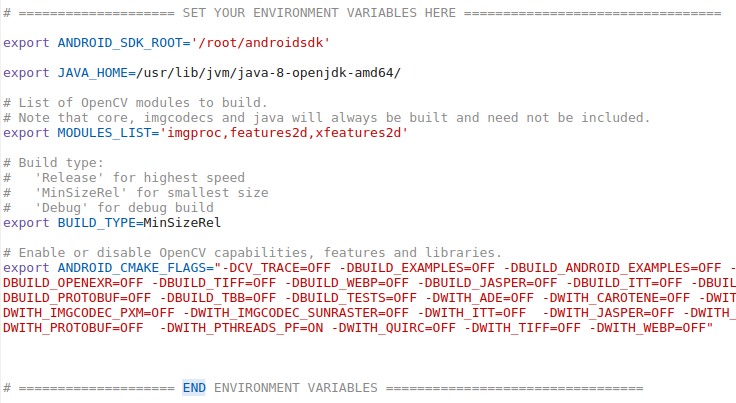 # ==================== SET YOUR ENVIRONMENT VARIABLES HERE =================================
export ANDROID_SDK_ROOT='/root/androidsdk'
export JAVA_HOME=/usr/lib/jvm/java-8-openjdk-amd64/
# List of OpenCV modules to build.
# Note that core, imgcodecs and java will always be built and need not be included.
export MODULES_LIST='imgproc,features2d,xfeatures2d'
# Build type:
#   'Release' for highest speed
#   'MinSizeRel' for smallest size
#   'Debug' for debug build
export BUILD_TYPE=MinSizeRel
# Enable or disable OpenCV capabilities, features and libraries.
export ANDROID_CMAKE_FLAGS="-DCV_TRACE=OFF -DBUILD_EXAMPLES=OFF -DBUILD_ANDROID_EXAMPLES=OFF -
DBUILD_OPENEXR=OFF -DBUILD_TIFF=OFF -DBUILD_WEBP=OFF -DBUILD_JASPER=OFF -DBUILD_ITT=OFF -DBUIL
DBUILD_PROTOBUF=OFF -DBUILD_TBB=OFF -DBUILD_TESTS=OFF -DWITH_ADE=OFF -DWITH_CAROTENE=OFF -DWIT
DWITH_IMGCODEC_PXM=OFF -DWITH_IMGCODEC_SUNRASTER=OFF -DWITH_ITT=OFF  -DWITH_JASPER=OFF -DWITH_
DWITH_PROTOBUF=OFF  -DWITH_PTHREADS_PF=ON -DWITH_QUIRC=OFF -DWITH_TIFF=OFF -DWITH_WEBP=OFF"
# ==================== END ENVIRONMENT VARIABLES =================================